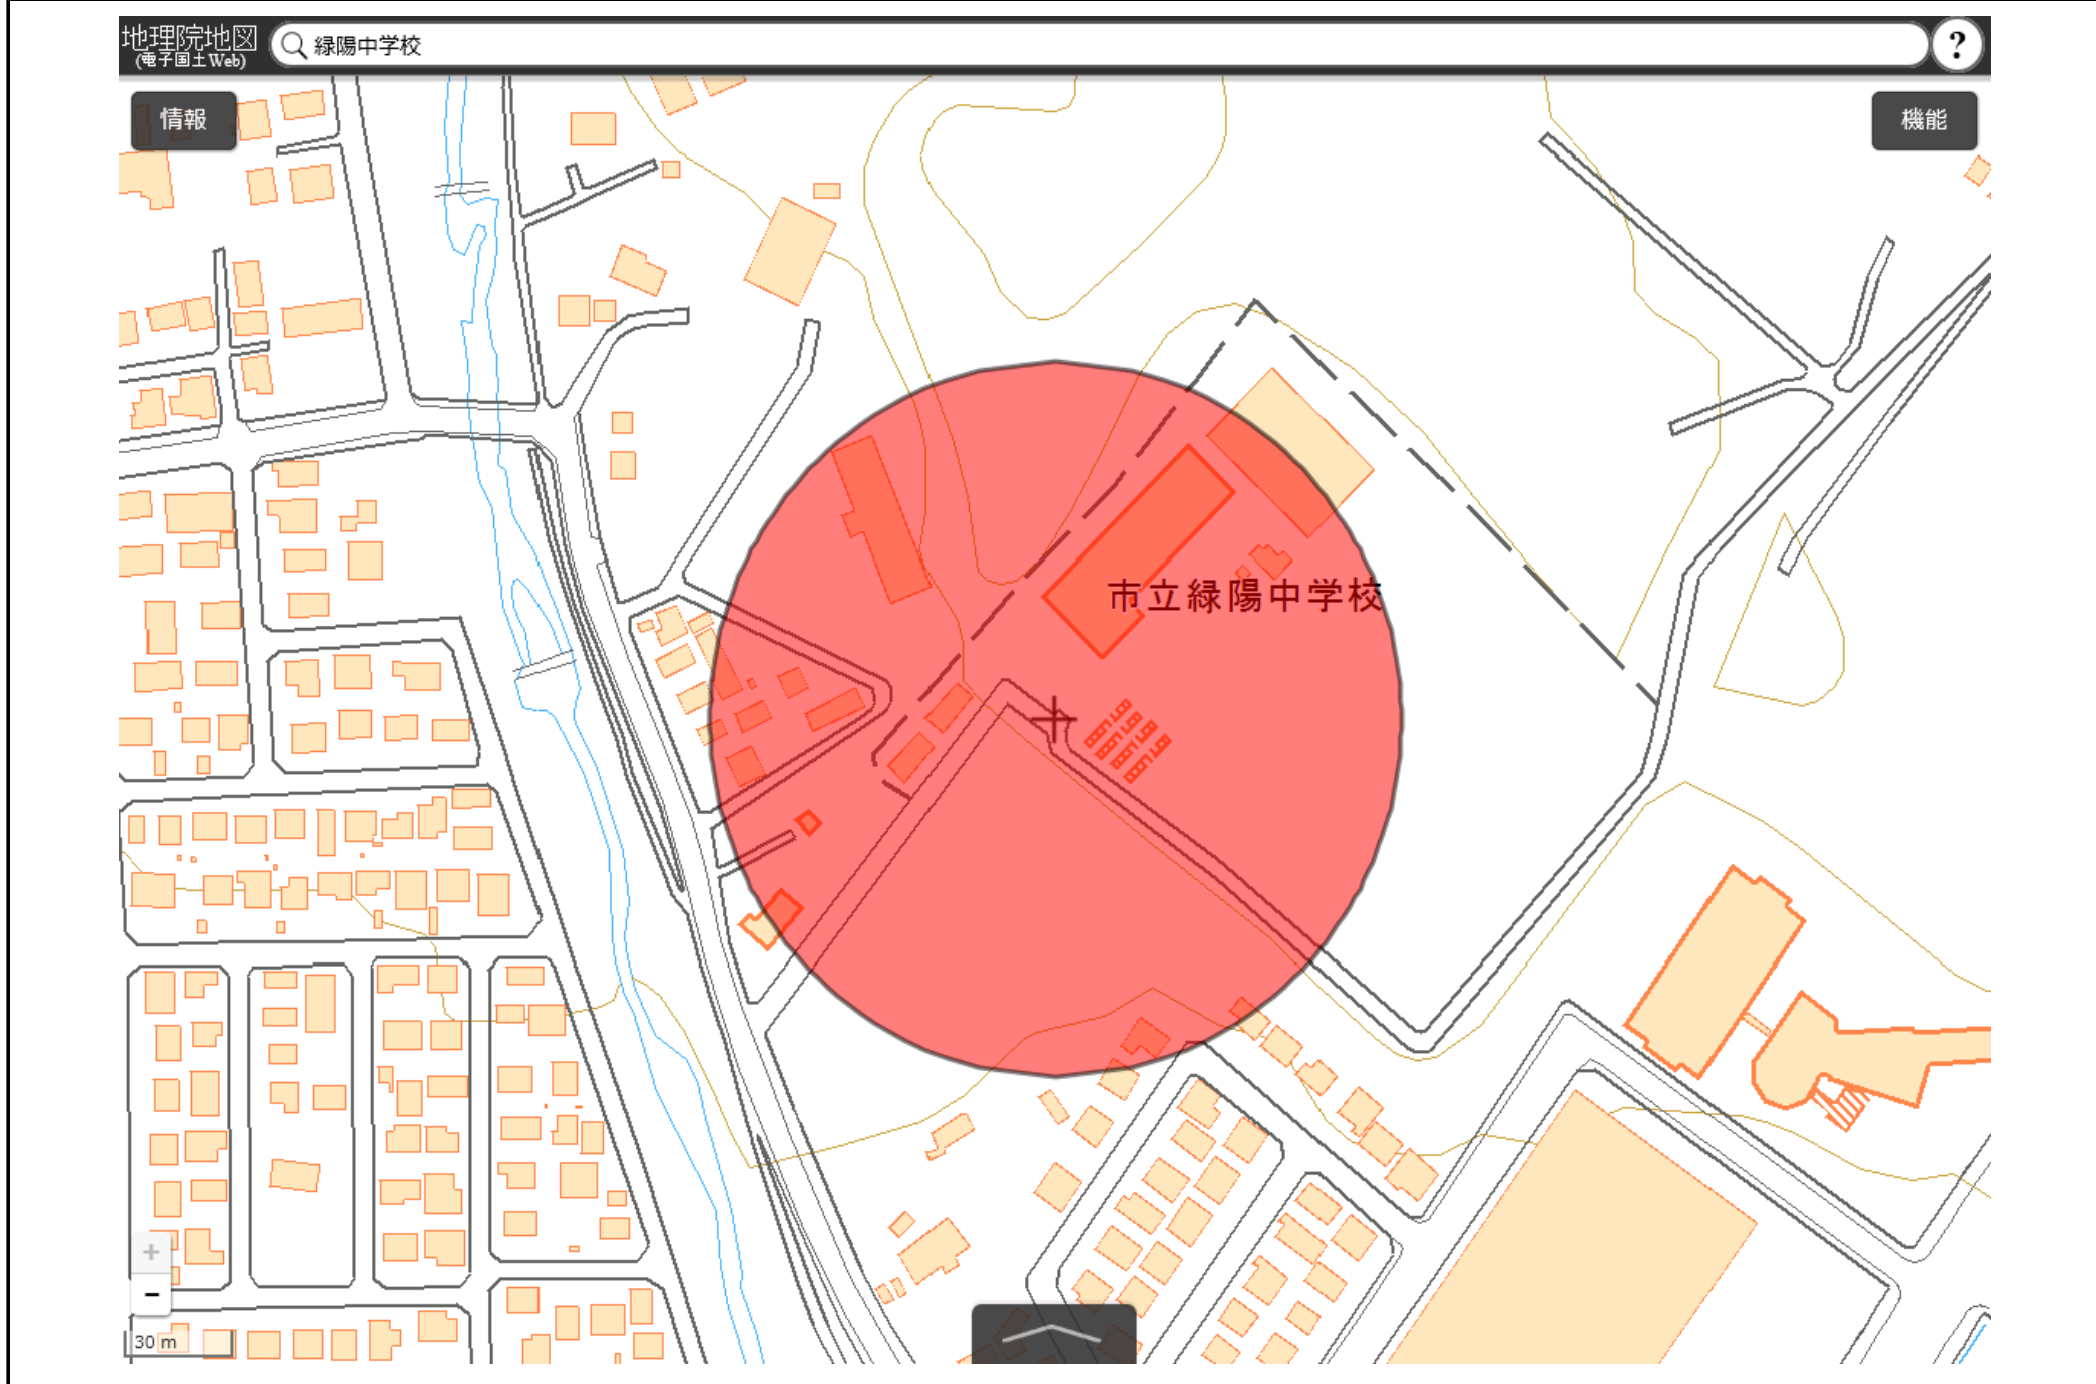 地理院地図
(電子国土Web)
緑陽中学校
?
情報
機能
市立緑陽中学校
+
-
30 m